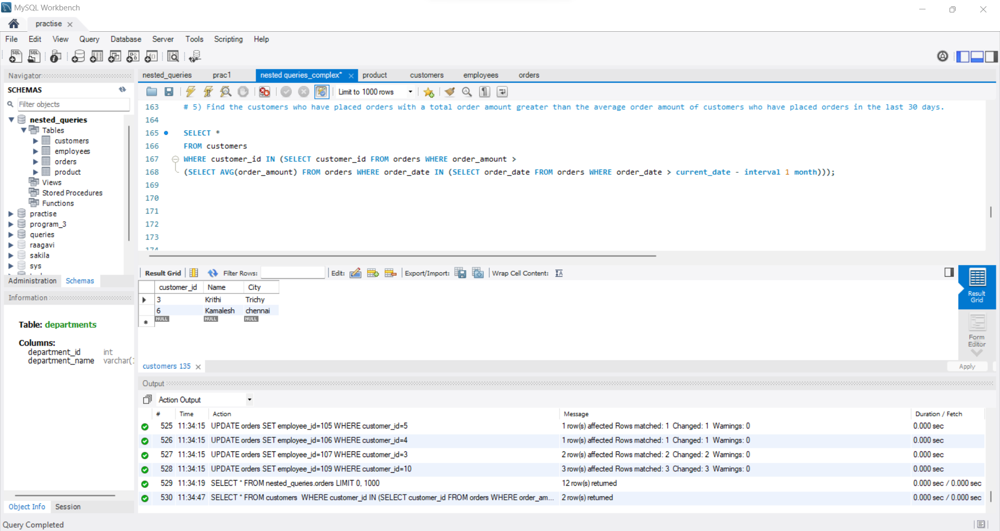 MySQL Workbench
practise
File Edit View Query Database Server Tools Scripting Help
Navigator
SCHEMAS
Filter objects
nested_queries
Tables
customers
employees
orders
product
Views
Stored Procedures
Functions
practise
program_3
queries
raagavi
sakila
sys
Administration Schemas
Information
Table: departments
Columns:
department_id int
department_name varchar(
Object Info Session
nested_queries prac1 nested queries_complex* product customers employees orders
Limit to 1000 rows
163 # 5) Find the customers who have placed orders with a total order amount greater than the average order amount of customers who have placed orders in the last 30 days.
164
165 SELECT *
166 FROM customers
167 WHERE customer_id IN (SELECT customer_id FROM orders WHERE order_amount >
168 (SELECT AVG(order_amount) FROM orders WHERE order_date IN (SELECT order_date FROM orders WHERE order_date > current_date - interval 1 month)));
169
170
171
172
173
174
Result Grid Filter Rows: Edit: Export/Import: Wrap Cell Content:
customer_id Name City
3 Krithi Trichy
6 Kamalesh chennai
NULL NULL NULL
Result Grid
Form Editor
customers 135
Apply
Output
Action Output
# Time Action Message Duration / Fetch
525 11:34:15 UPDATE orders SET employee_id=105 WHERE customer_id=5 1 row(s) affected Rows matched: 1 Changed: 1 Warnings: 0 0.000 sec
526 11:34:15 UPDATE orders SET employee_id=106 WHERE customer_id=4 1 row(s) affected Rows matched: 1 Changed: 1 Warnings: 0 0.000 sec
527 11:34:15 UPDATE orders SET employee_id=107 WHERE customer_id=3 2 row(s) affected Rows matched: 2 Changed: 2 Warnings: 0 0.000 sec
528 11:34:15 UPDATE orders SET employee_id=109 WHERE customer_id=10 3 row(s) affected Rows matched: 3 Changed: 3 Warnings: 0 0.000 sec
529 11:34:19 SELECT * FROM nested_queries.orders LIMIT 0, 1000 12 row(s) returned 0.000 sec / 0.000 sec
530 11:34:47 SELECT * FROM customers WHERE customer_id IN (SELECT customer_id FROM orders WHERE order_am... 2 row(s) returned 0.000 sec / 0.000 sec
Query Completed